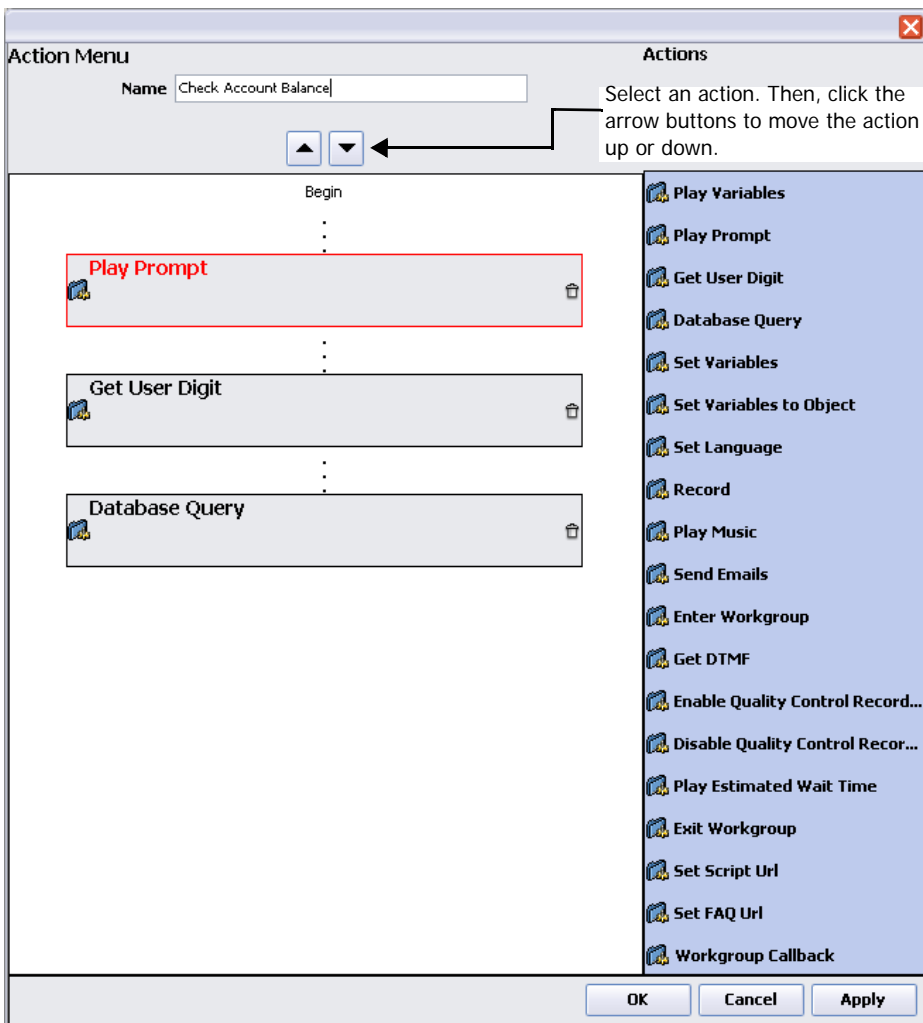 Action Menu
Name Check Account Balance
Actions
Select an action. Then, click the
arrow buttons to move the action
up or down.
Begin
Play Prompt
Get User Digit
Database Query
Play Variables
Play Prompt
Get User Digit
Database Query
Set Variables
Set Variables to Object
Set Language
Record
Play Music
Send Emails
Enter Workgroup
Get DTMF
Enable Quality Control Record...
Disable Quality Control Recor...
Play Estimated Wait Time
Exit Workgroup
Set Script Url
Set FAQ Url
Workgroup Callback
OK Cancel Apply